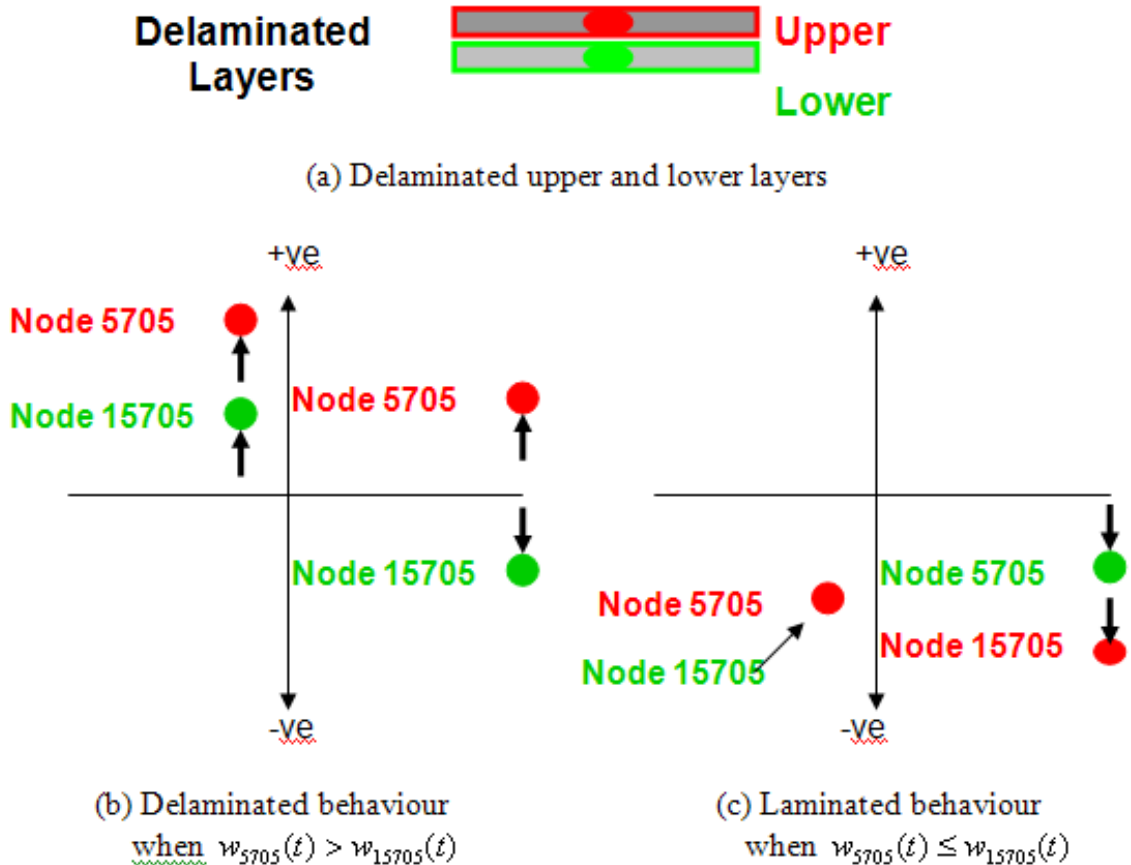 Delaminated
Layers
Upper
Lower
(a) Delaminated upper and lower layers
+ve
Node 5705
Node 15705
Node 5705
Node 15705
-ve
(b) Delaminated behaviour
when w₅₇₀₅(t) > w₁₅₇₀₅(t)
+ve
Node 5705
Node 15705
Node 5705
Node 15705
-ve
(c) Laminated behaviour
when w₅₇₀₅(t) ≤ w₁₅₇₀₅(t)